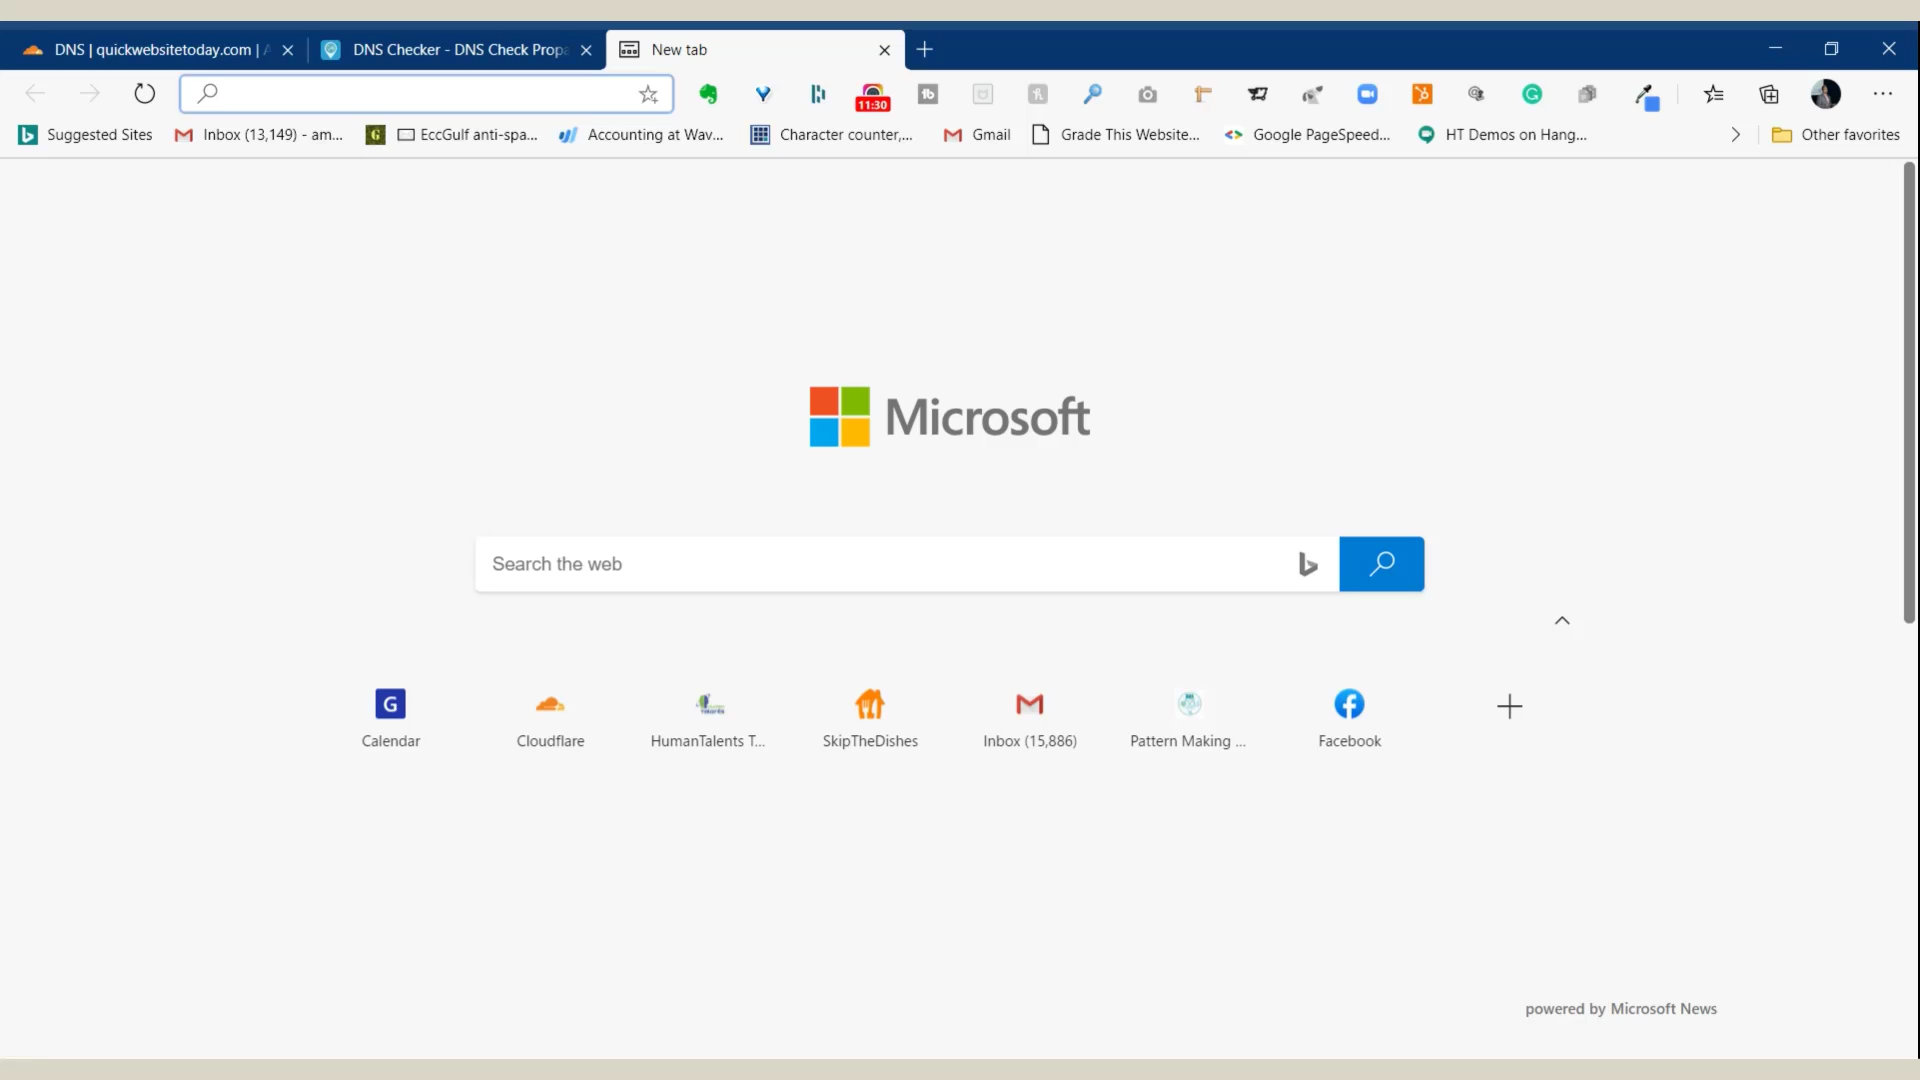 DNS | quickwebsitetoday.com |
DNS Checker - DNS Check Propa
New tab
11:30
Suggested Sites
Inbox (13,149) - am...
EccGulf anti-spa...
Accounting at Wav...
Character counter,...
Gmail
Grade This Website...
Google PageSpeed...
HT Demos on Hang...
Other favorites
Microsoft
Search the web
G
Calendar
Cloudflare
HumanTalents T...
SkipTheDishes
Inbox (15,886)
Pattern Making ...
Facebook
powered by Microsoft News